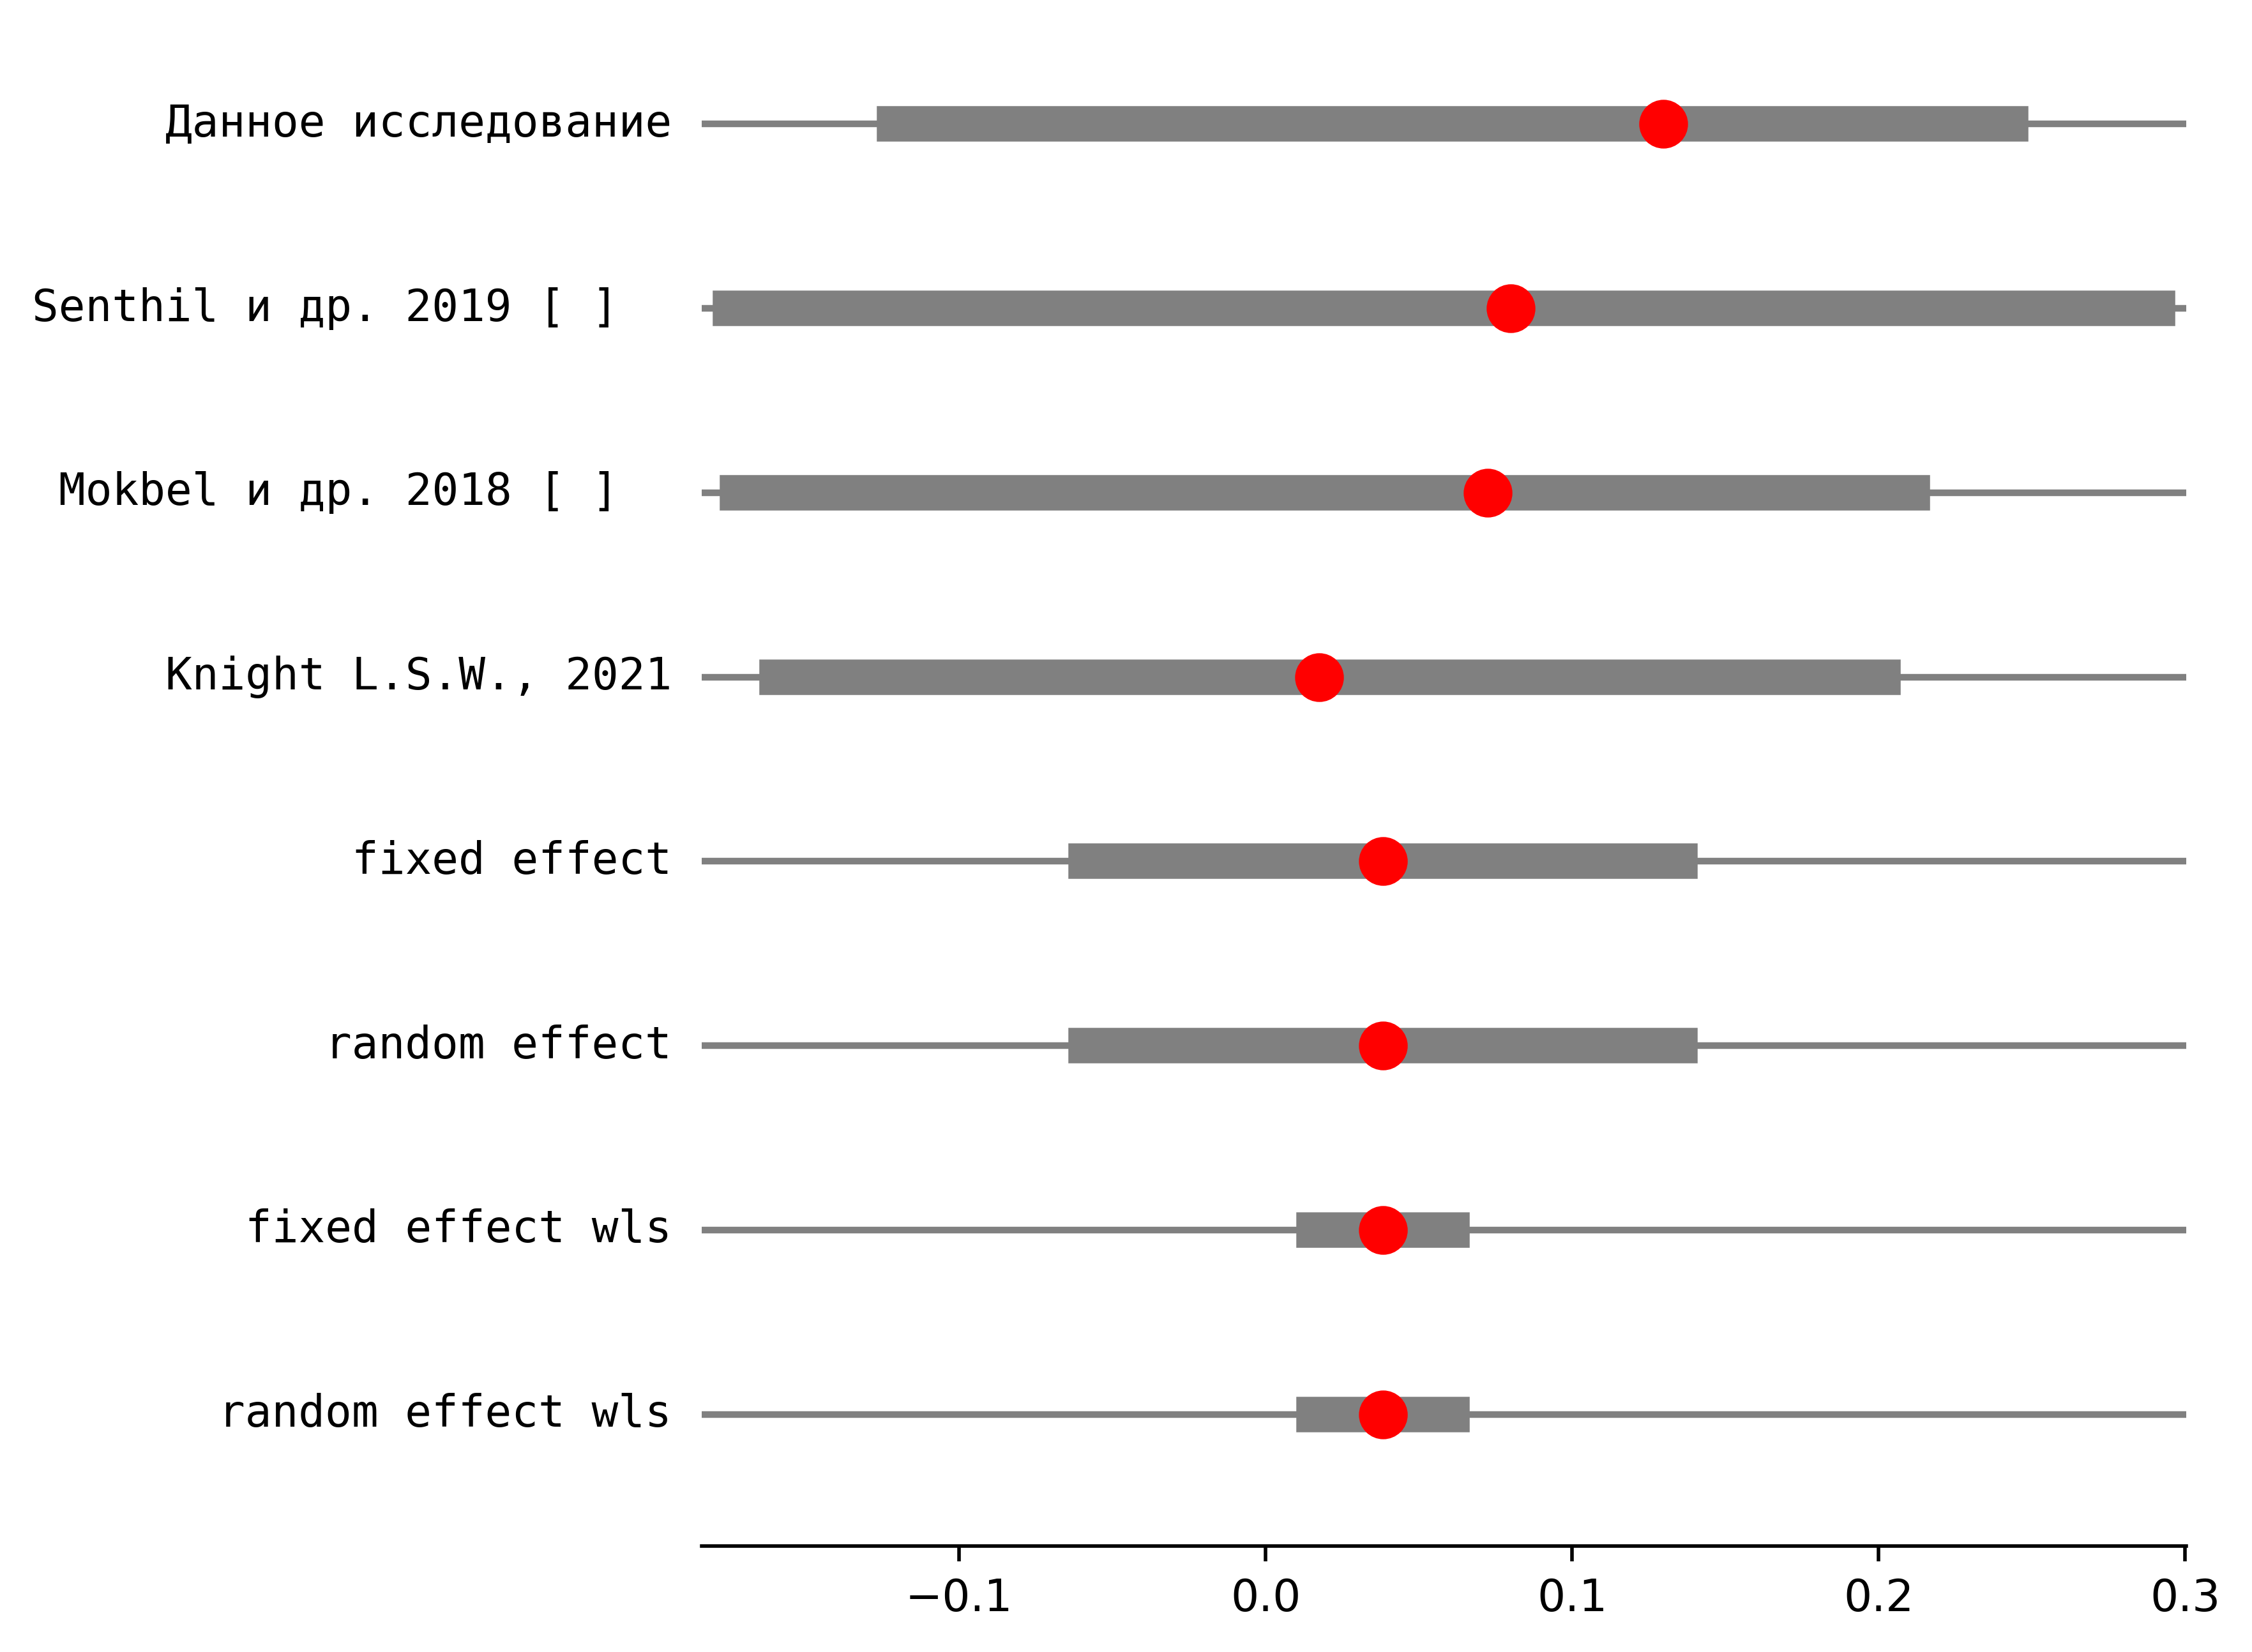 Данное исследование
Senthil и др. 2019 [ ]
Mokbel и др. 2018 [ ]
Knight L.S.W., 2021
fixed effect
random effect
fixed effect wls
random effect wls
−0.1 0.0 0.1 0.2 0.3